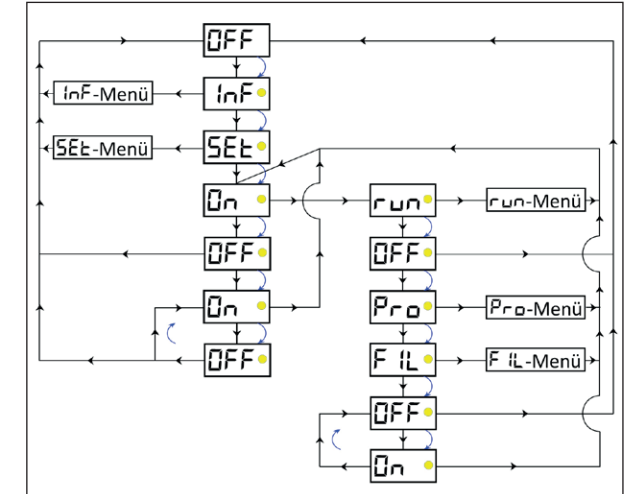 OFF
InF-Menü InF
SEt-Menü SEt
On run run-Menü
OFF OFF
On Pro Pro-Menü
OFF FIL FIL-Menü
OFF
On